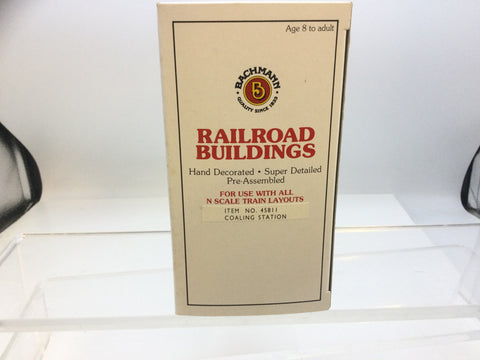 Age 8 to adult
BACHMANN
B
QUALITY SINCE 1833
RAILROAD
BUILDINGS
Hand Decorated • Super Detailed
Pre-Assembled
FOR USE WITH ALL
N SCALE TRAIN LAYOUTS
ITEM NO. 45811
COALING STATION